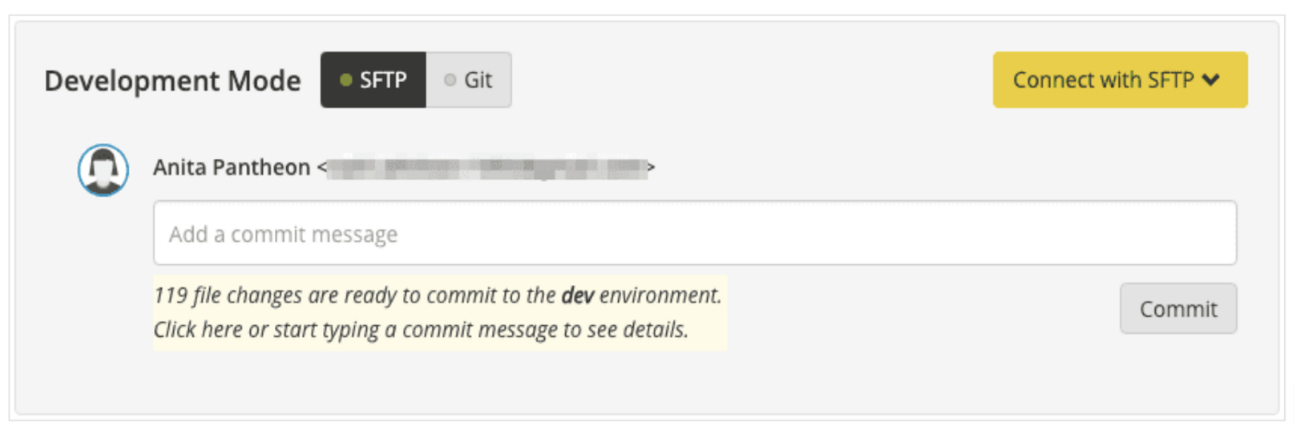 Development Mode SFTP Git Connect with SFTP
Anita Pantheon < >
Add a commit message
119 file changes are ready to commit to the dev environment.
Click here or start typing a commit message to see details.
Commit